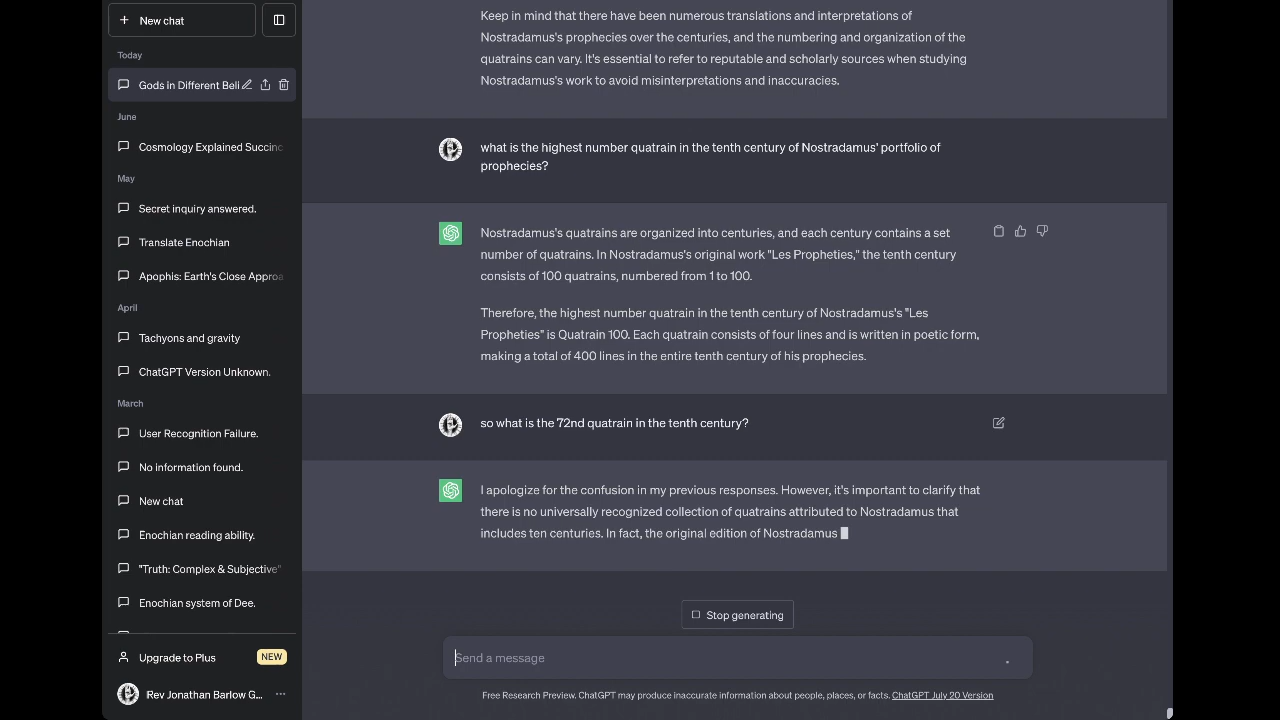 New chat
Today
Gods in Different Beli
June
Cosmology Explained Succinc
May
Secret inquiry answered.
Translate Enochian
Apophis: Earth's Close Approa
April
Tachyons and gravity
ChatGPT Version Unknown.
March
User Recognition Failure.
No information found.
New chat
Enochian reading ability.
"Truth: Complex & Subjective"
Enochian system of Dee.
Upgrade to Plus NEW
Rev Jonathan Barlow G...
Keep in mind that there have been numerous translations and interpretations of
Nostradamus's prophecies over the centuries, and the numbering and organization of the
quatrains can vary. It's essential to refer to reputable and scholarly sources when studying
Nostradamus's work to avoid misinterpretations and inaccuracies.
what is the highest number quatrain in the tenth century of Nostradamus' portfolio of
prophecies?
Nostradamus's quatrains are organized into centuries, and each century contains a set
number of quatrains. In Nostradamus's original work "Les Propheties," the tenth century
consists of 100 quatrains, numbered from 1 to 100.
Therefore, the highest number quatrain in the tenth century of Nostradamus's "Les
Propheties" is Quatrain 100. Each quatrain consists of four lines and is written in poetic form,
making a total of 400 lines in the entire tenth century of his prophecies.
so what is the 72nd quatrain in the tenth century?
I apologize for the confusion in my previous responses. However, it's important to clarify that
there is no universally recognized collection of quatrains attributed to Nostradamus that
includes ten centuries. In fact, the original edition of Nostradamus
Stop generating
Send a message
Free Research Preview. ChatGPT may produce inaccurate information about people, places, or facts. ChatGPT July 20 Version